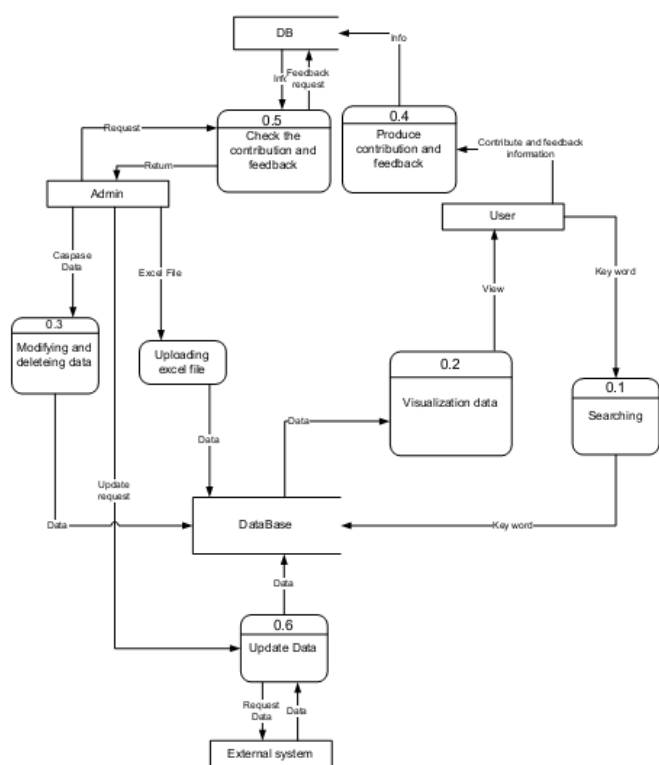 DB
Info
Info
Feedback
request
0.5
Check the
contribution and
feedback
0.4
Produce
contribution and
feedback
Request
Return
Contribute and feedback
information
Admin
User
Caspase
Data
Excel File
View
Key word
0.3
Modifying and
deleteing data
Uploading
excel file
0.2
Visualization data
0.1
Searching
Data
Data
Update
request
Data
DataBase
Key word
Data
0.6
Update Data
Request
Data
Data
External system